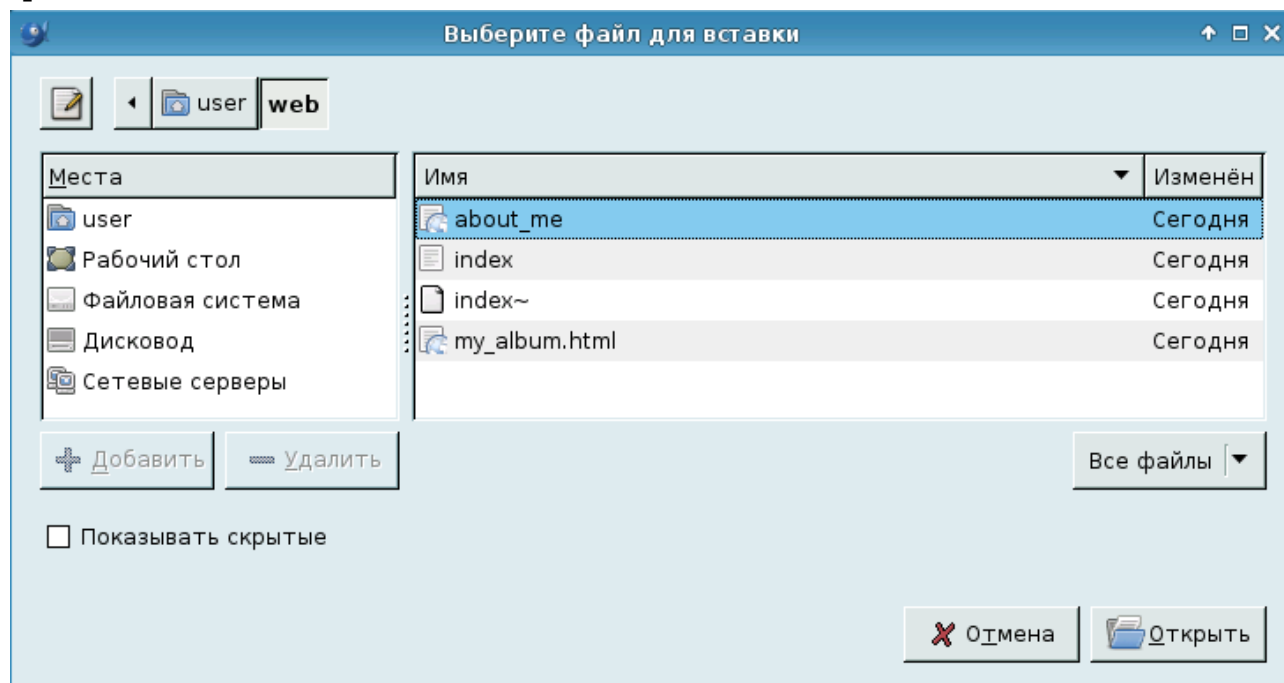 Выберите файл для вставки
user web
Места
user
Рабочий стол
Файловая система
Дисковод
Сетевые серверы
Имя Изменён
about_me Сегодня
index Сегодня
index~ Сегодня
my_album.html Сегодня
Добавить Удалить
Все файлы
Показывать скрытые
Отмена Открыть